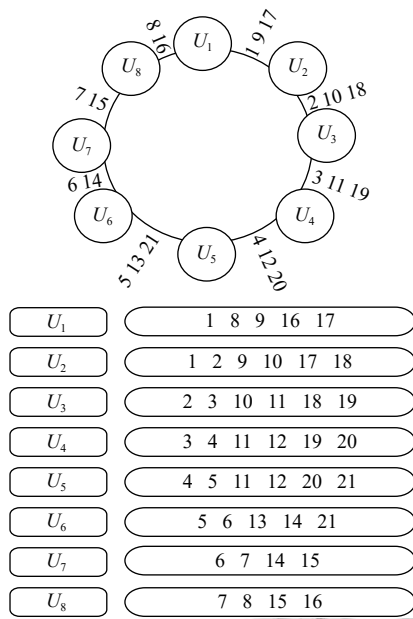 8 16
U₁
1 9 17
U₈
U₂
7 15
2 10 18
U₇
U₃
6 14
3 11 19
U₆
U₄
5 13 21
U₅
4 12 20
U₁ 1 8 9 16 17
U₂ 1 2 9 10 17 18
U₃ 2 3 10 11 18 19
U₄ 3 4 11 12 19 20
U₅ 4 5 11 12 20 21
U₆ 5 6 13 14 21
U₇ 6 7 14 15
U₈ 7 8 15 16